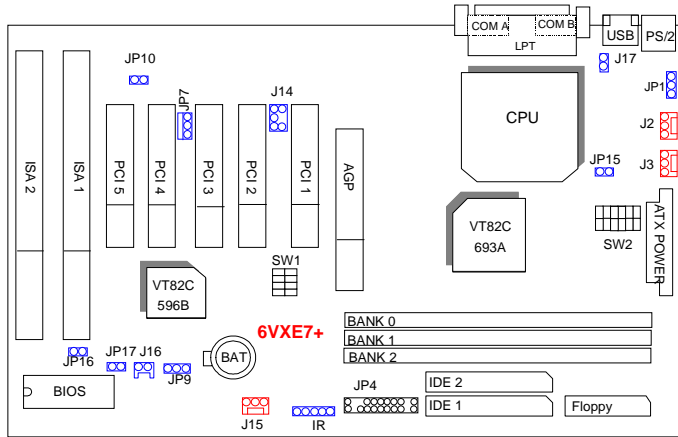 COM A
COM B
LPT
USB
PS/2
JP10
J17
JP1
JP7
J14
CPU
J2
J3
JP15
ISA 2
ISA 1
PCI 5
PCI 4
PCI 3
PCI 2
PCI 1
AGP
VT82C
693A
SW2
ATX POWER
SW1
VT82C
596B
6VXE7+
BANK 0
BANK 1
BANK 2
BAT
JP16
JP17
J16
JP9
BIOS
JP4
IDE 2
IDE 1
Floppy
J15
IR